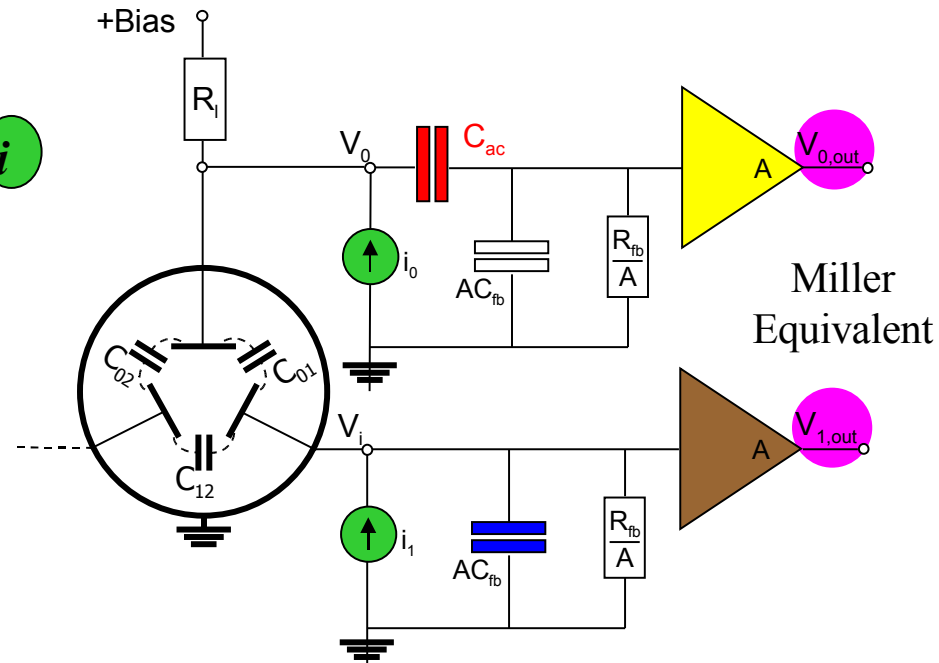 +Bias
R_l
i
V_0
C_ac
A
V_0,out
i_0
AC_fb
R_fb
A
Miller
Equivalent
C_02
C_01
C_12
V_i
A
V_1,out
i_1
AC_fb
R_fb
A